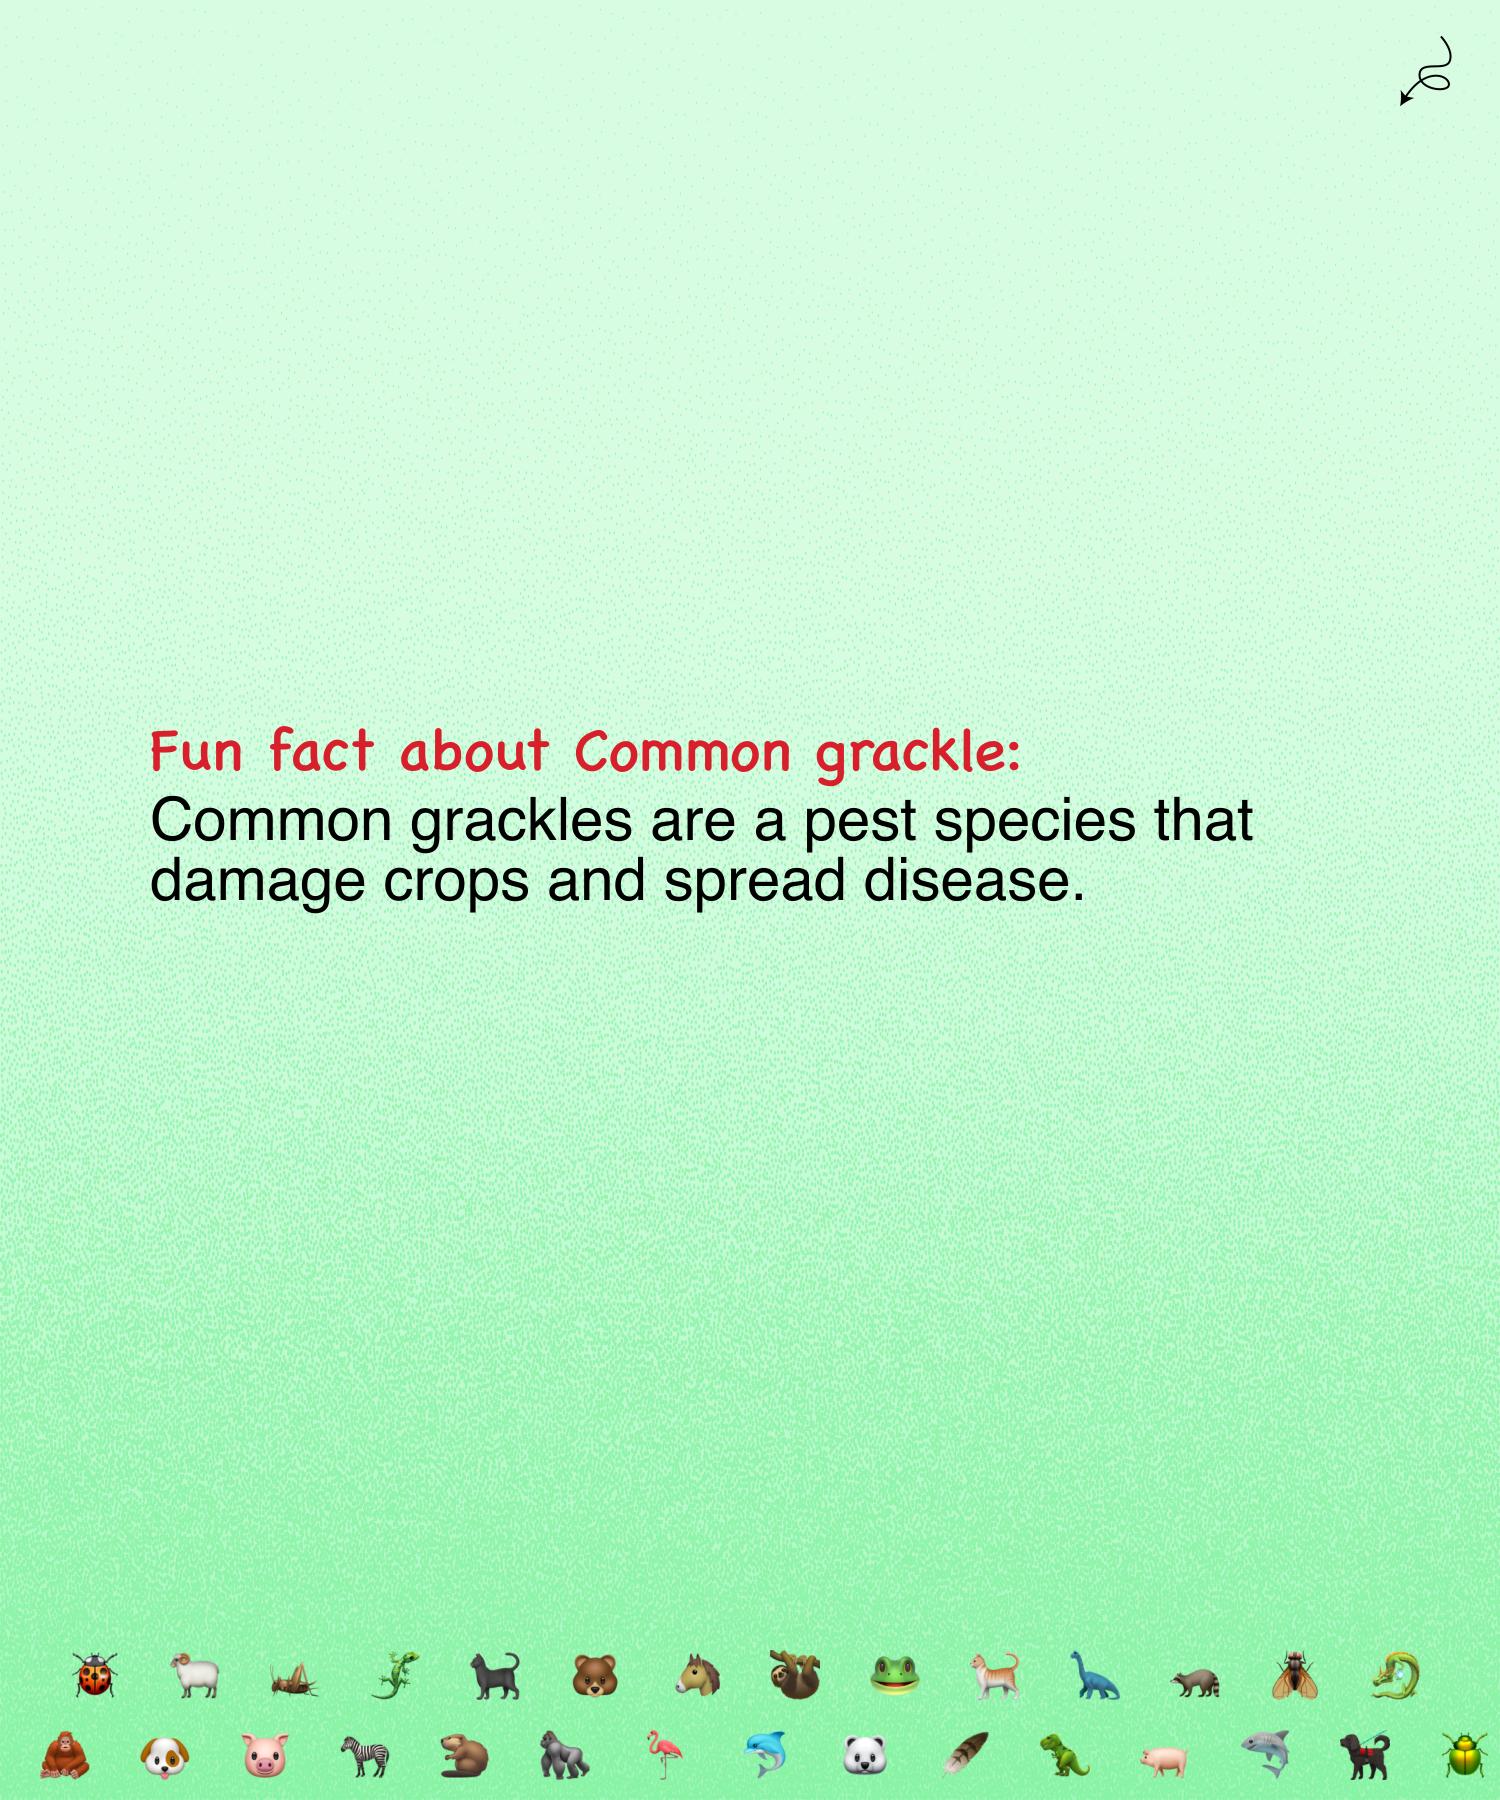 Fun fact about Common grackle:
Common grackles are a pest species that
damage crops and spread disease.